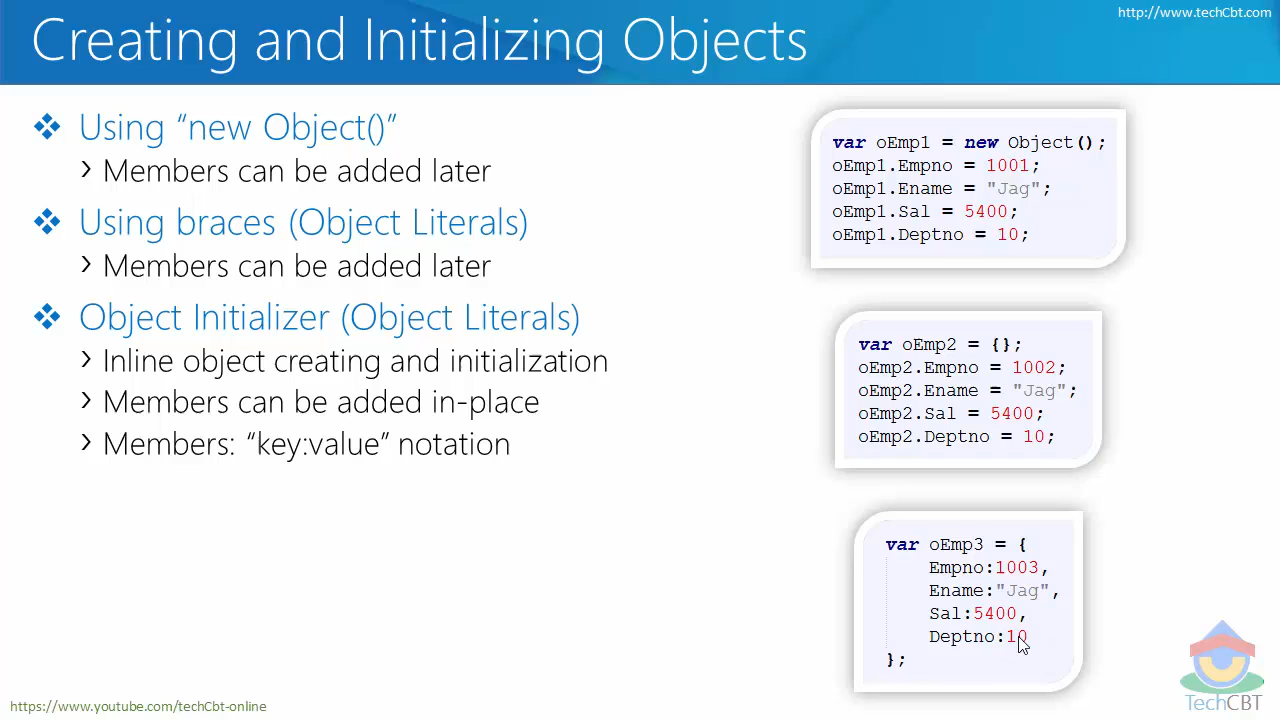 Creating and Initializing Objects
http://www.techCbt.com
❖ Using “new Object()”
› Members can be added later
❖ Using braces (Object Literals)
› Members can be added later
❖ Object Initializer (Object Literals)
› Inline object creating and initialization
› Members can be added in-place
› Members: “key:value” notation
var oEmp1 = new Object();
oEmp1.Empno = 1001;
oEmp1.Ename = "Jag";
oEmp1.Sal = 5400;
oEmp1.Deptno = 10;
var oEmp2 = {};
oEmp2.Empno = 1002;
oEmp2.Ename = "Jag";
oEmp2.Sal = 5400;
oEmp2.Deptno = 10;
var oEmp3 = {
Empno:1003,
Ename:"Jag",
Sal:5400,
Deptno:10
};
https://www.youtube.com/techCbt-online
TechCBT